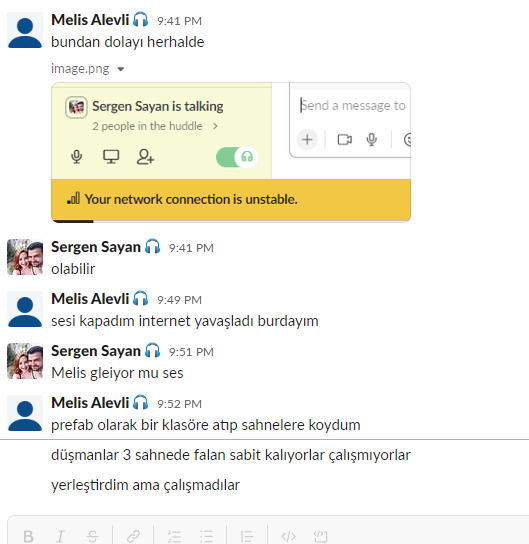 Melis Alevli 9:41 PM
bundan dolayı herhalde
image.png
Sergen Sayan is talking
2 people in the huddle
Send a message to
Your network connection is unstable.
Sergen Sayan 9:41 PM
olabilir
Melis Alevli 9:49 PM
sesi kapadım internet yavaşladı burdayım
Sergen Sayan 9:51 PM
Melis gleiyor mu ses
Melis Alevli 9:52 PM
prefab olarak bir klasöre atıp sahnelere koydum
düşmanlar 3 sahnede falan sabit kalıyorlar çalışmıyorlar
yerleştirdim ama çalışmadılar
B I S